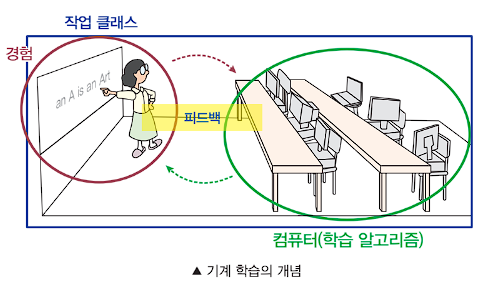 작업 클래스
경험
an A is an Art
피드백
컴퓨터(학습 알고리즘)
▲ 기계 학습의 개념